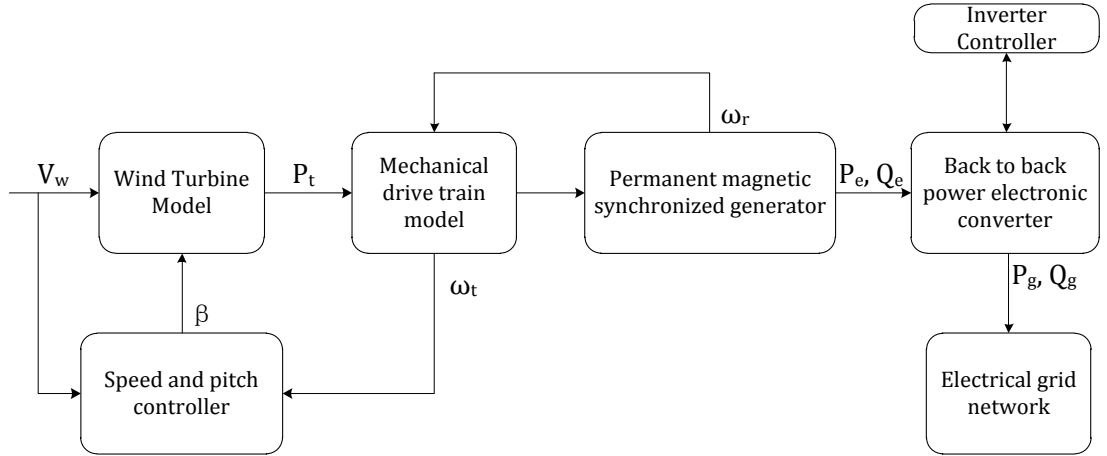 Inverter
Controller
ωr
Vw
Wind Turbine
Model
Pt
Mechanical
drive train
model
Permanent magnetic
synchronized generator
Pe, Qe
Back to back
power electronic
converter
Pg, Qg
ωt
β
Speed and pitch
controller
Electrical grid
network